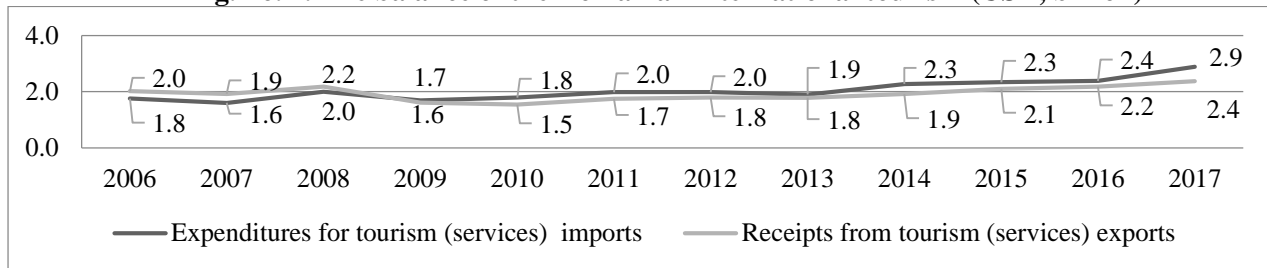 4.0
2.0 1.9 2.2 1.7 1.8 2.0 2.0 1.9 2.3 2.3 2.4 2.9
2.0
1.8 1.6 2.0 1.6 1.5 1.7 1.8 1.8 1.9 2.1 2.2 2.4
0.0
2006 2007 2008 2009 2010 2011 2012 2013 2014 2015 2016 2017
Expenditures for tourism (services) imports Receipts from tourism (services) exports